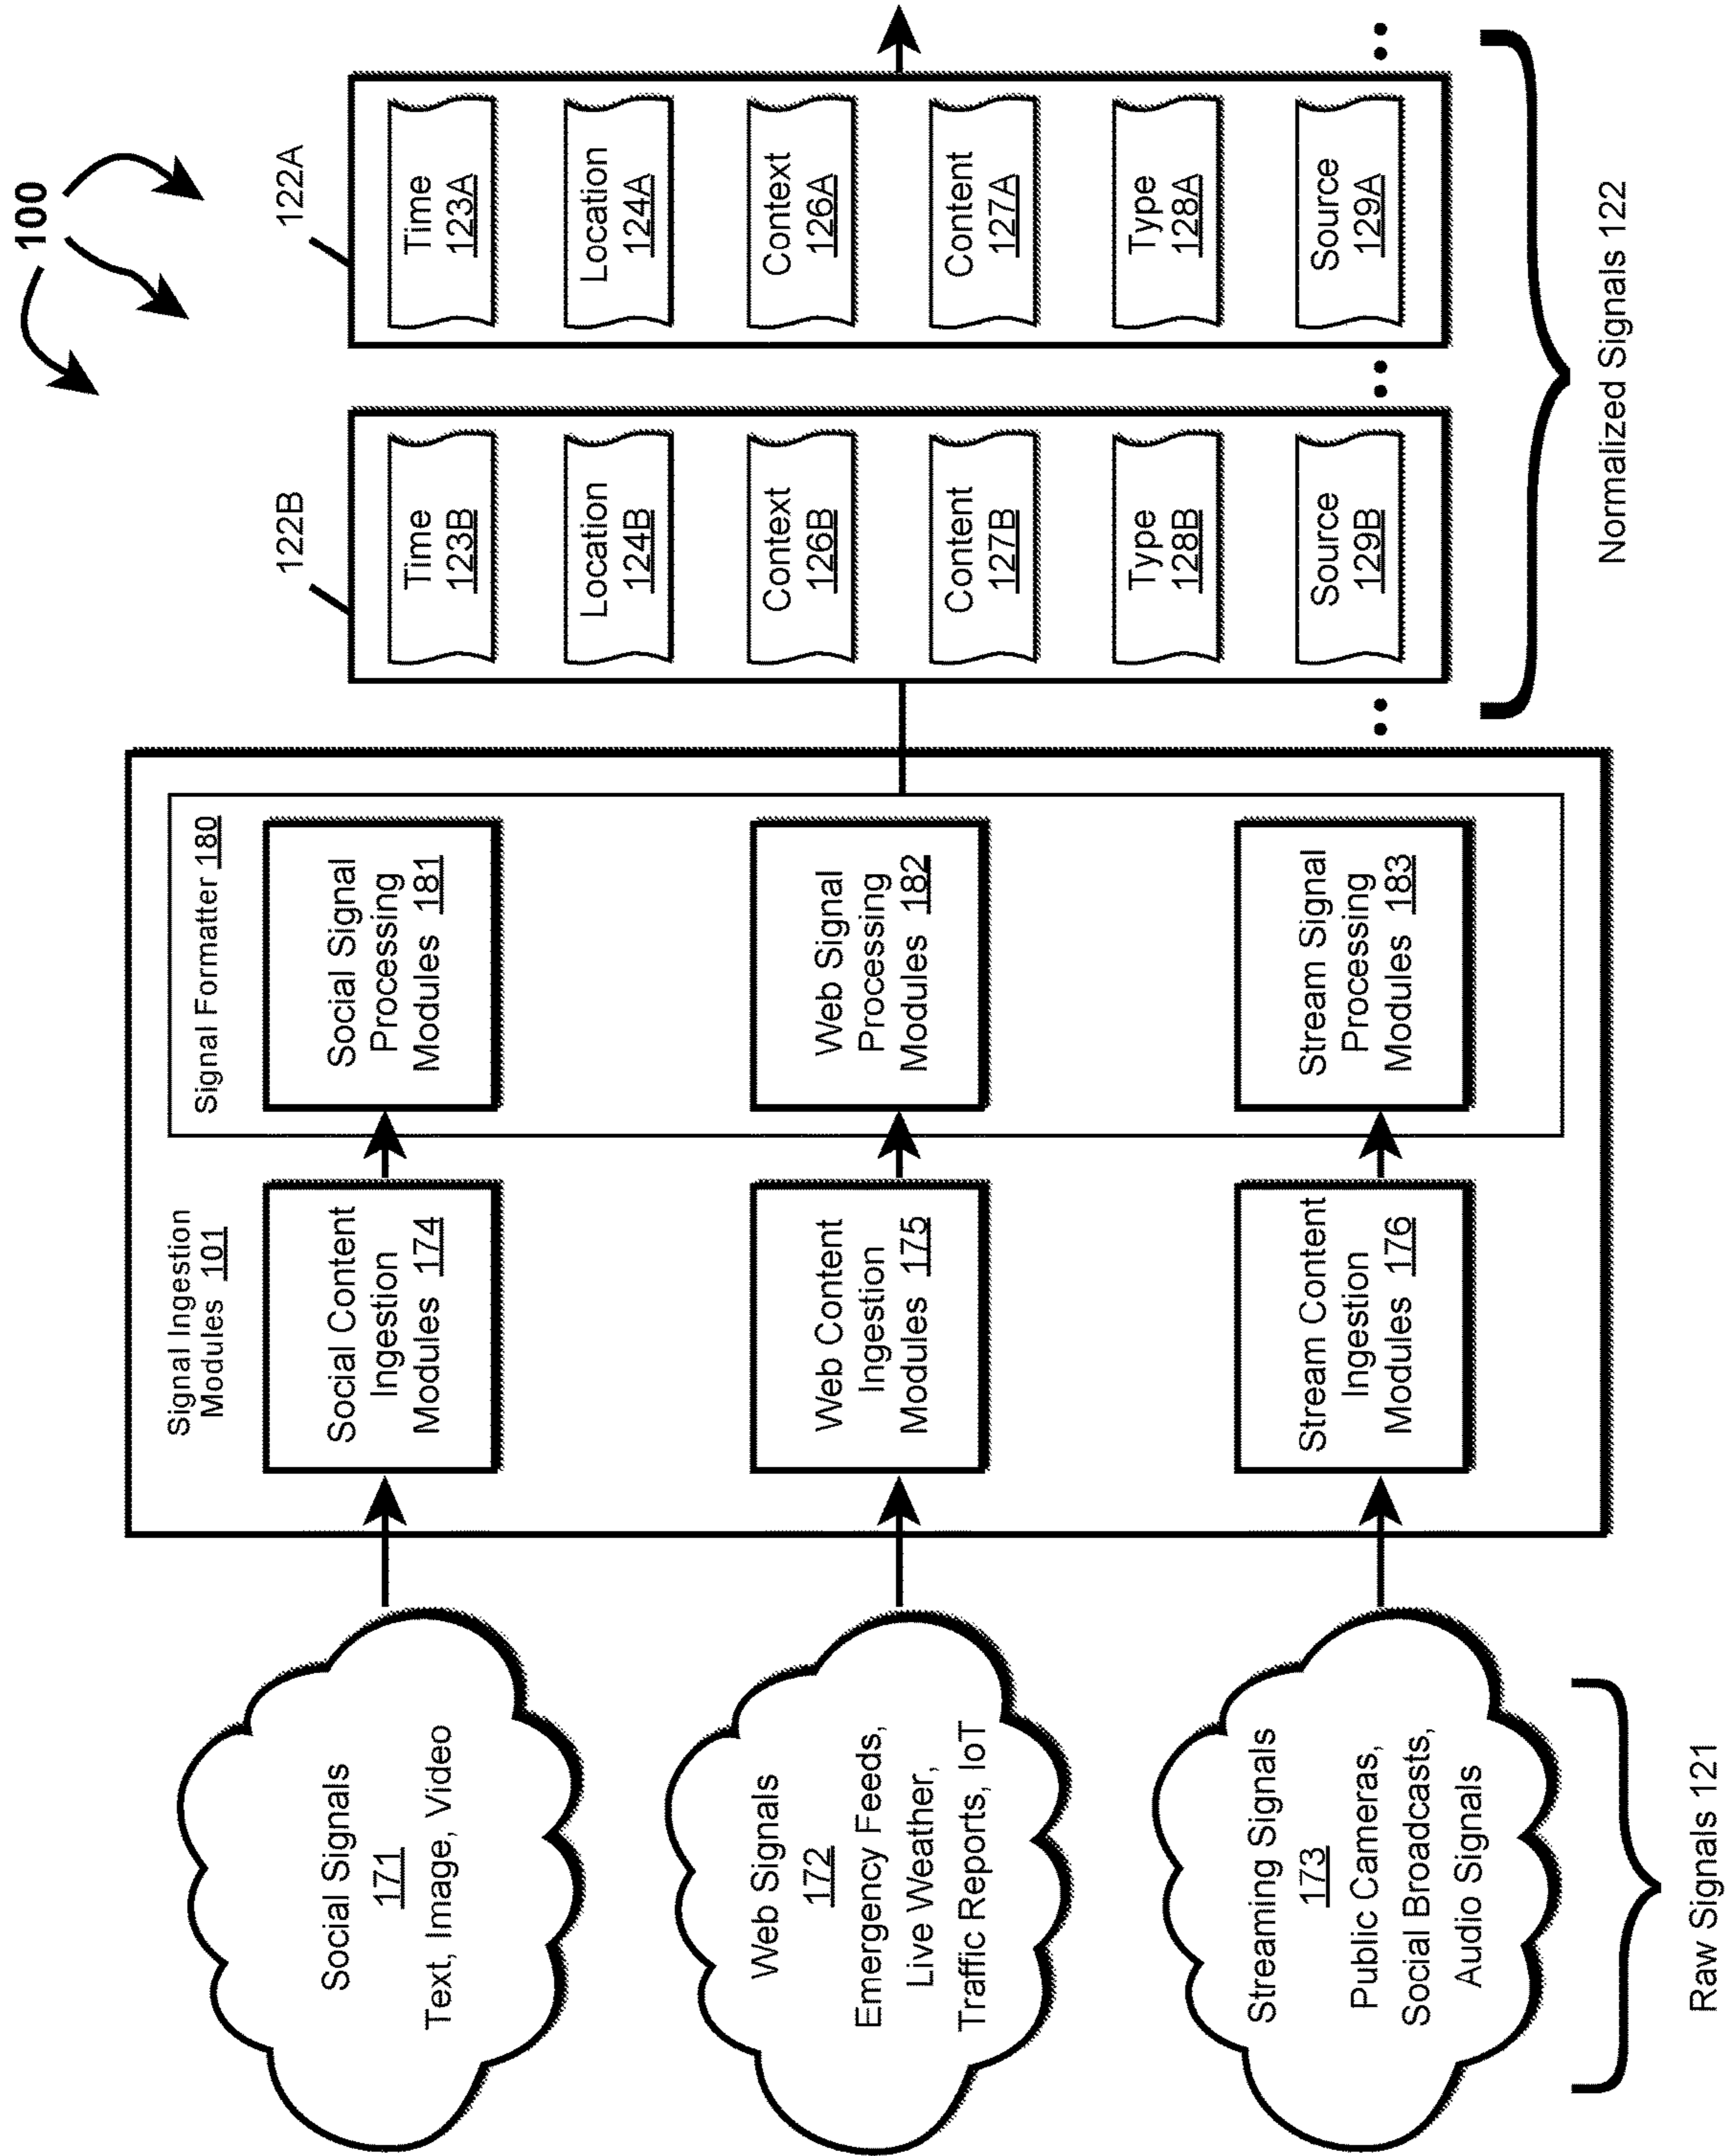 100
Social Signals
171
Text, Image, Video
Web Signals
172
Emergency Feeds,
Live Weather,
Traffic Reports, IoT
Streaming Signals
173
Public Cameras,
Social Broadcasts,
Audio Signals
Raw Signals 121
Signal Ingestion
Modules 101
Social Content
Ingestion
Modules 174
Web Content
Ingestion
Modules 175
Stream Content
Ingestion
Modules 176
Signal Formatter 180
Social Signal
Processing
Modules 181
Web Signal
Processing
Modules 182
Stream Signal
Processing
Modules 183
122B
Time
123B
Location
124B
Context
126B
Content
127B
Type
128B
Source
129B
122A
Time
123A
Location
124A
Context
126A
Content
127A
Type
128A
Source
129A
Normalized Signals 122